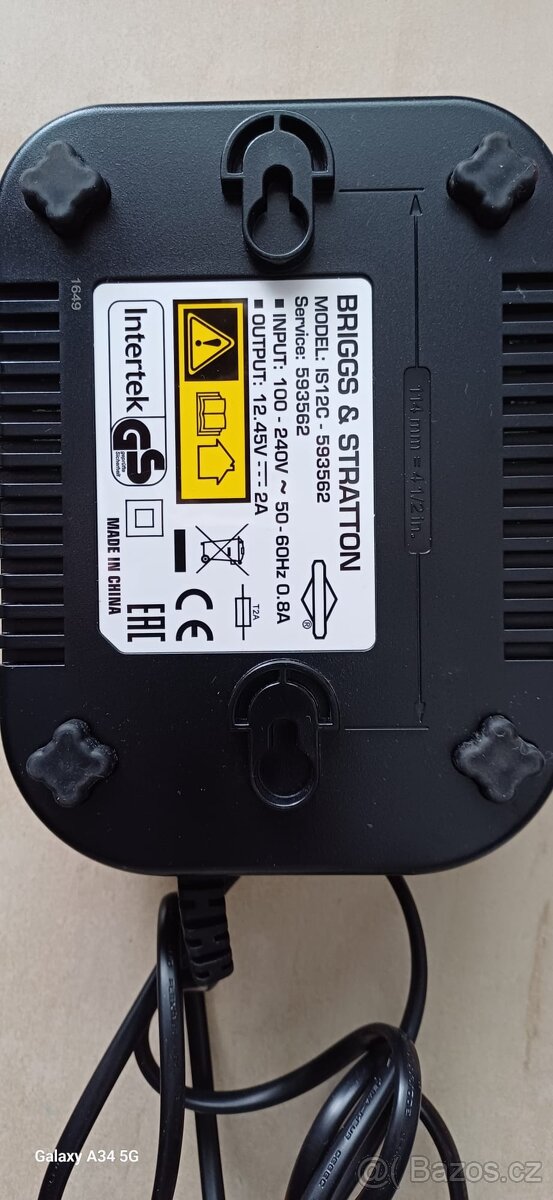 BRIGGS & STRATTON
MODEL: IS12C - 593562
Service: 593562
■ INPUT: 100 - 240V ~ 50-60Hz 0.8A
■ OUTPUT: 12.45V ⎓ 2A
®
T2A
Intertek
GS
geprüfte
Sicherheit
CE
EAC
MADE IN CHINA
1649
114 mm = 4 1/2 in.
Galaxy A34 5G
Bazos.cz